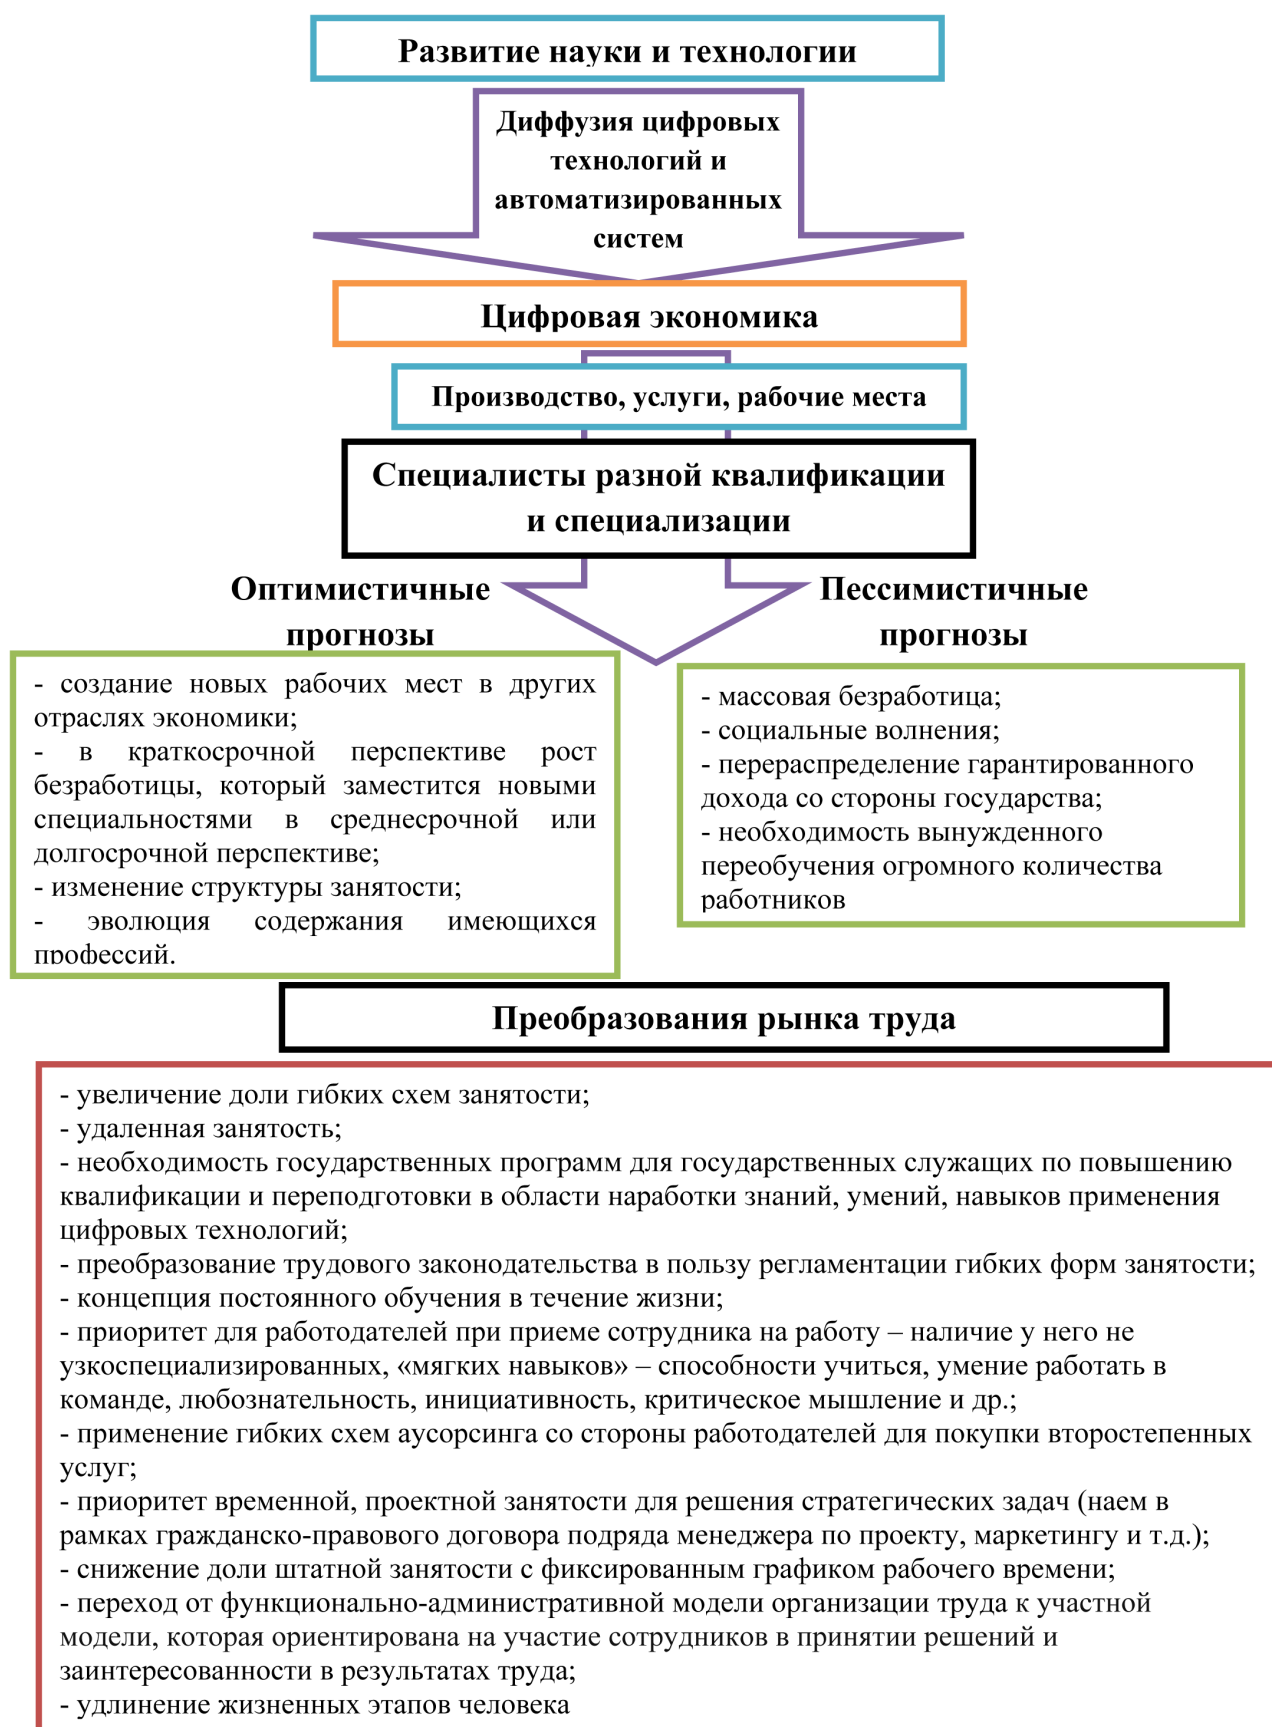 Развитие науки и технологии
Диффузия цифровых
технологий и
автоматизированных
систем
Цифровая экономика
Производство, услуги, рабочие места
Специалисты разной квалификации
и специализации
Оптимистичные
прогнозы
- создание новых рабочих мест в других
отраслях экономики;
- в краткосрочной перспективе рост
безработицы, который заместится новыми
специальностями в среднесрочной или
долгосрочной перспективе;
- изменение структуры занятости;
- эволюция содержания имеющихся
профессий.
Пессимистичные
прогнозы
- массовая безработица;
- социальные волнения;
- перераспределение гарантированного
дохода со стороны государства;
- необходимость вынужденного
переобучения огромного количества
работников
Преобразования рынка труда
- увеличение доли гибких схем занятости;
- удаленная занятость;
- необходимость государственных программ для государственных служащих по повышению
квалификации и переподготовки в области наработки знаний, умений, навыков применения
цифровых технологий;
- преобразование трудового законодательства в пользу регламентации гибких форм занятости;
- концепция постоянного обучения в течение жизни;
- приоритет для работодателей при приеме сотрудника на работу – наличие у него не
узкоспециализированных, «мягких навыков» – способности учиться, умение работать в
команде, любознательность, инициативность, критическое мышление и др.;
- применение гибких схем аусорсинга со стороны работодателей для покупки второстепенных
услуг;
- приоритет временной, проектной занятости для решения стратегических задач (наем в
рамках гражданско-правового договора подряда менеджера по проекту, маркетингу и т.д.);
- снижение доли штатной занятости с фиксированным графиком рабочего времени;
- переход от функционально-административной модели организации труда к участной
модели, которая ориентирована на участие сотрудников в принятии решений и
заинтересованности в результатах труда;
- удлинение жизненных этапов человека